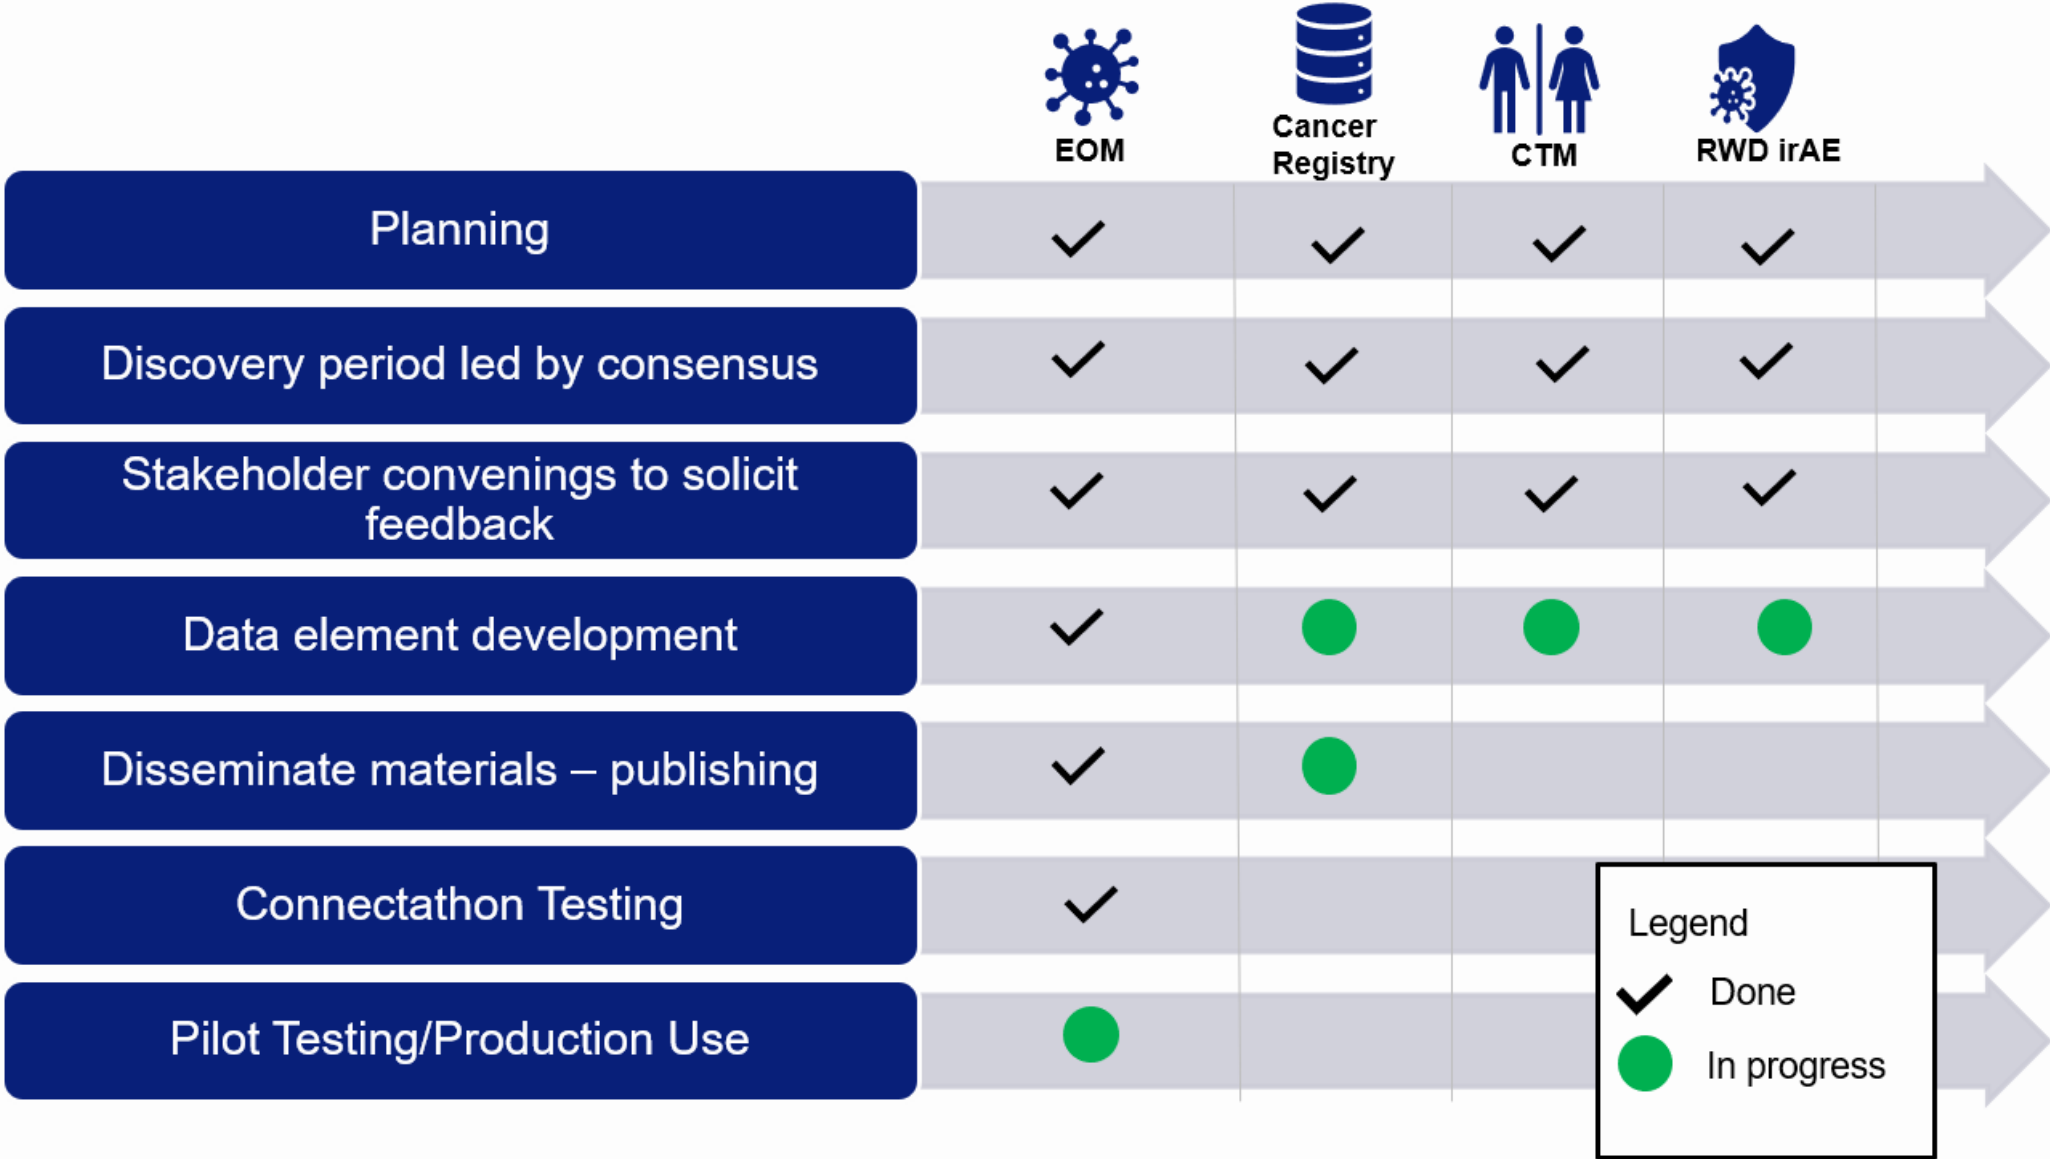 EOM
Cancer
Registry
CTM
RWD irAE
Planning
Discovery period led by consensus
Stakeholder convenings to solicit
feedback
Data element development
Disseminate materials – publishing
Connectathon Testing
Pilot Testing/Production Use
Legend
Done
In progress